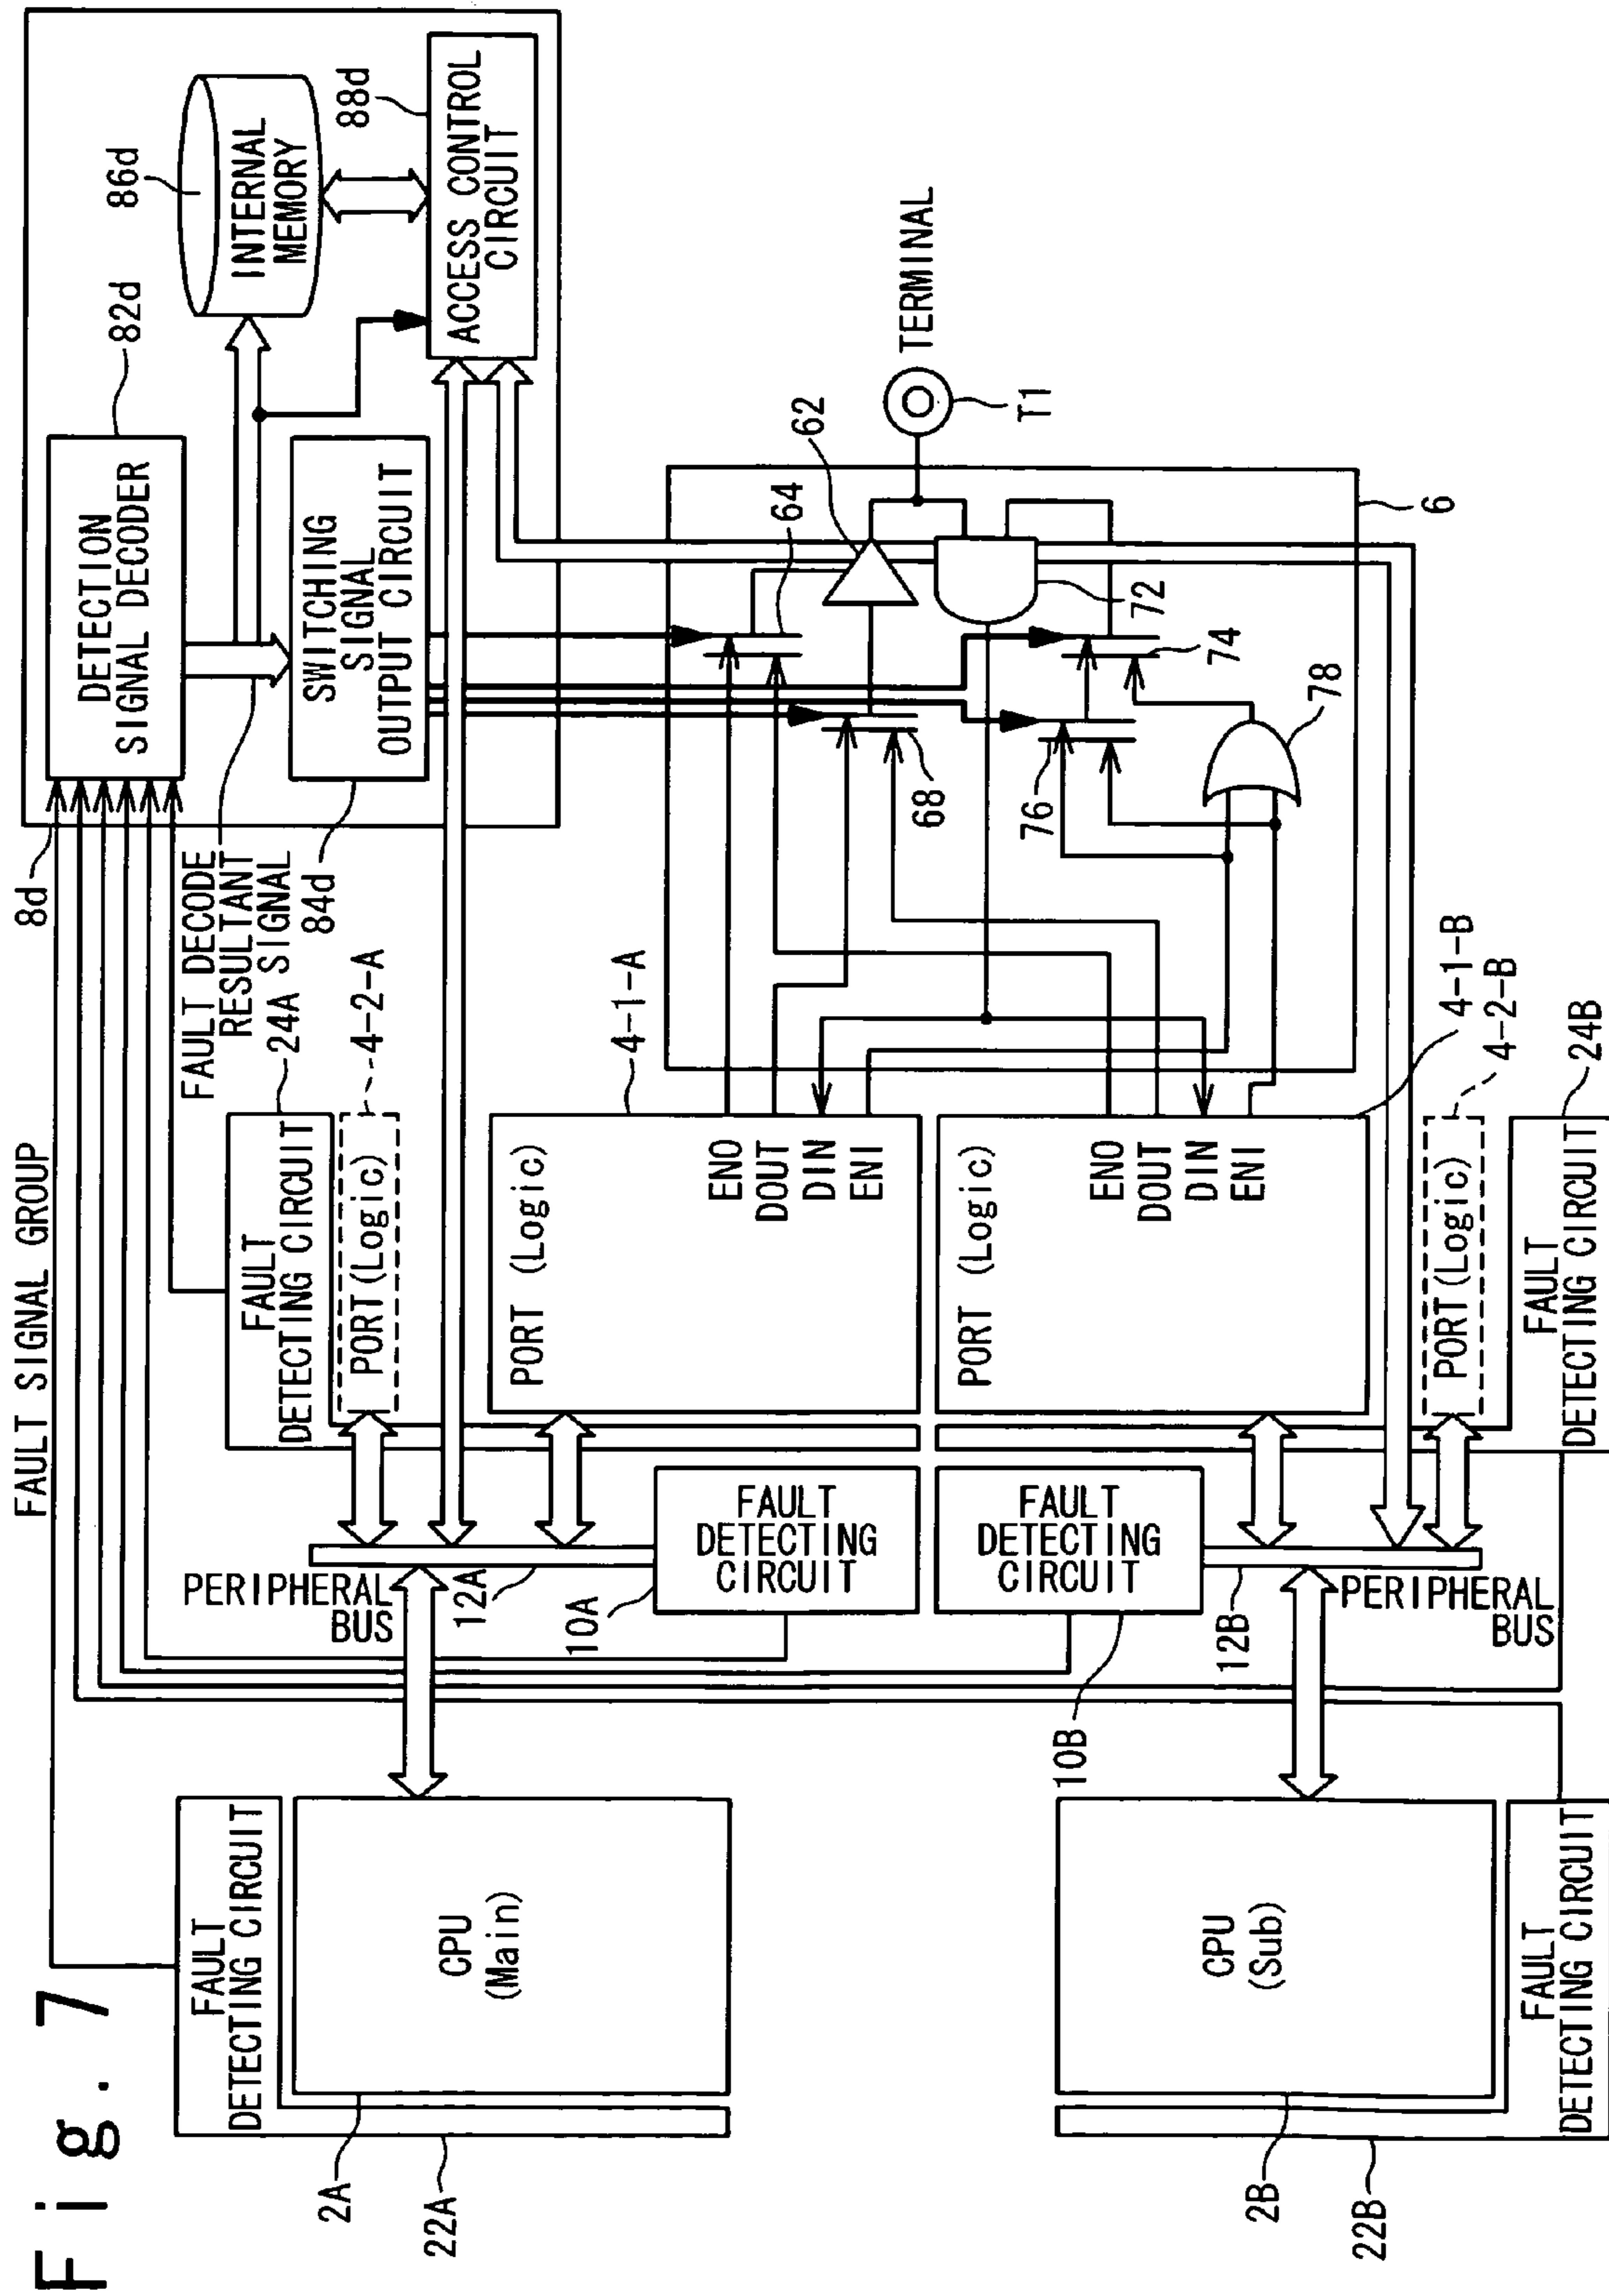 Fig. 7
FAULT SIGNAL GROUP
8d
DETECTION
SIGNAL DECODER
82d
86d
INTERNAL
MEMORY
FAULT DECODE
RESULTANT
SIGNAL
SWITCHING
SIGNAL
OUTPUT CIRCUIT
84d
88d
ACCESS CONTROL
CIRCUIT
FAULT
DETECTING CIRCUIT
22A
CPU
(Main)
2A
PERIPHERAL
BUS
12A
FAULT
DETECTING CIRCUIT
24A
PORT(Logic)
4-2-A
PORT (Logic)
4-1-A
ENO
DOUT
DIN
ENI
FAULT
DETECTING
CIRCUIT
10A
62
64
68
72
74
76
78
6
TERMINAL
T1
FAULT
DETECTING
CIRCUIT
10B
PORT (Logic)
4-1-B
ENO
DOUT
DIN
ENI
CPU
(Sub)
2B
FAULT
DETECTING CIRCUIT
22B
12B
PERIPHERAL
BUS
PORT(Logic)
4-2-B
FAULT
DETECTING CIRCUIT
24B